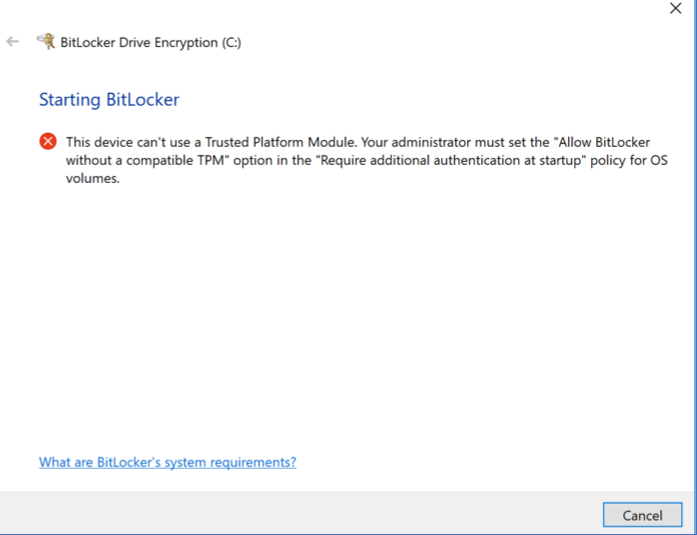 BitLocker Drive Encryption (C:)
Starting BitLocker
This device can't use a Trusted Platform Module. Your administrator must set the "Allow BitLocker
without a compatible TPM" option in the "Require additional authentication at startup" policy for OS
volumes.
What are BitLocker's system requirements?
Cancel